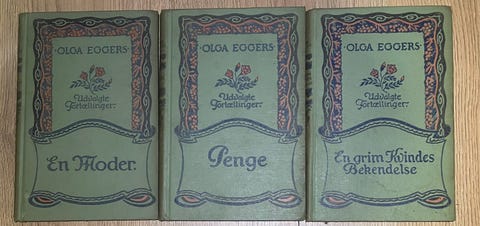 OLGA EGGERS
Udvalgte
Fortællinger:
En Moder.
OLGA EGGERS
Udvalgte
Fortællinger:
Penge
OLGA EGGERS
Udvalgte
Fortællinger:
En grim Kvindes
Bekendelse